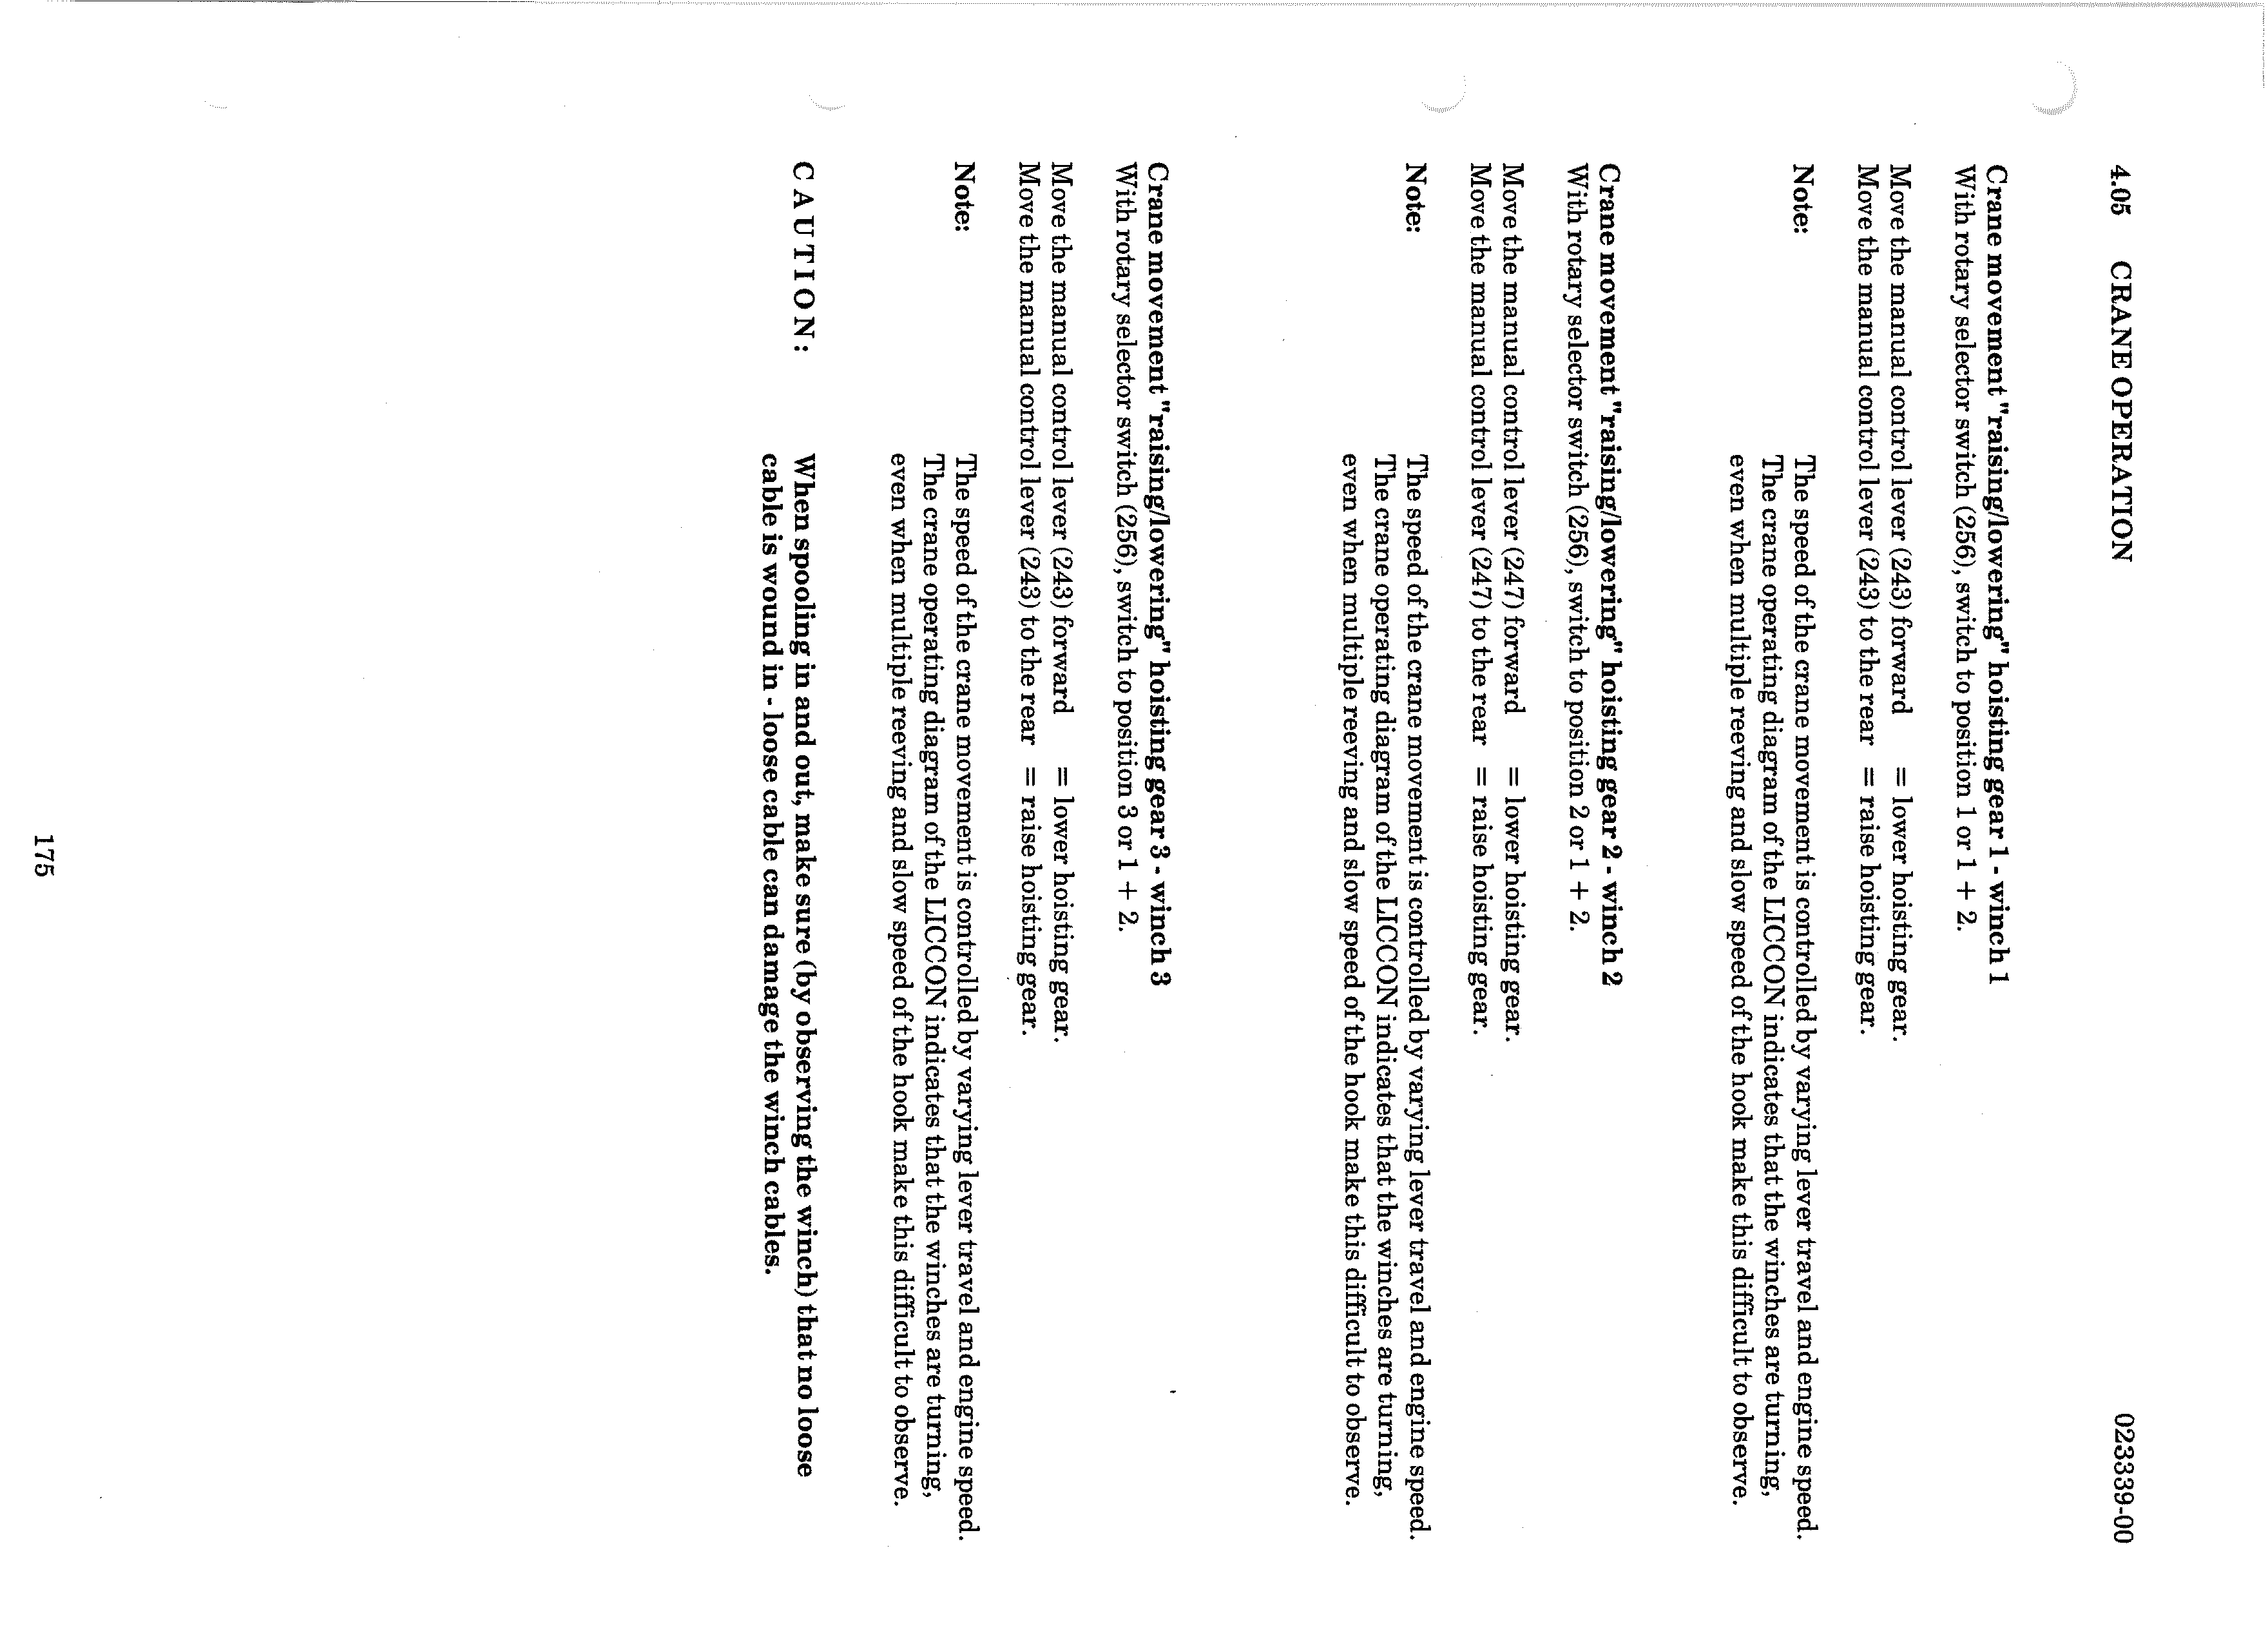 4.05 CRANE OPERATION 023339-00
Crane movement "raising/lowering" hoisting gear 1 - winch 1
With rotary selector switch (256), switch to position 1 or 1 + 2.
Move the manual control lever (243) forward = lower hoisting gear.
Move the manual control lever (243) to the rear = raise hoisting gear.
Note: The speed of the crane movement is controlled by varying lever travel and engine speed.
The crane operating diagram of the LICCON indicates that the winches are turning,
even when multiple reeving and slow speed of the hook make this difficult to observe.
Crane movement "raising/lowering" hoisting gear 2 - winch 2
With rotary selector switch (256), switch to position 2 or 1 + 2.
Move the manual control lever (247) forward = lower hoisting gear.
Move the manual control lever (247) to the rear = raise hoisting gear.
Note: The speed of the crane movement is controlled by varying lever travel and engine speed.
The crane operating diagram of the LICCON indicates that the winches are turning,
even when multiple reeving and slow speed of the hook make this difficult to observe.
Crane movement "raising/lowering" hoisting gear 3 - winch 3
With rotary selector switch (256), switch to position 3 or 1 + 2.
Move the manual control lever (243) forward = lower hoisting gear.
Move the manual control lever (243) to the rear = raise hoisting gear.
Note: The speed of the crane movement is controlled by varying lever travel and engine speed.
The crane operating diagram of the LICCON indicates that the winches are turning,
even when multiple reeving and slow speed of the hook make this difficult to observe.
C A U T I O N : When spooling in and out, make sure (by observing the winch) that no loose
cable is wound in - loose cable can damage the winch cables.
175